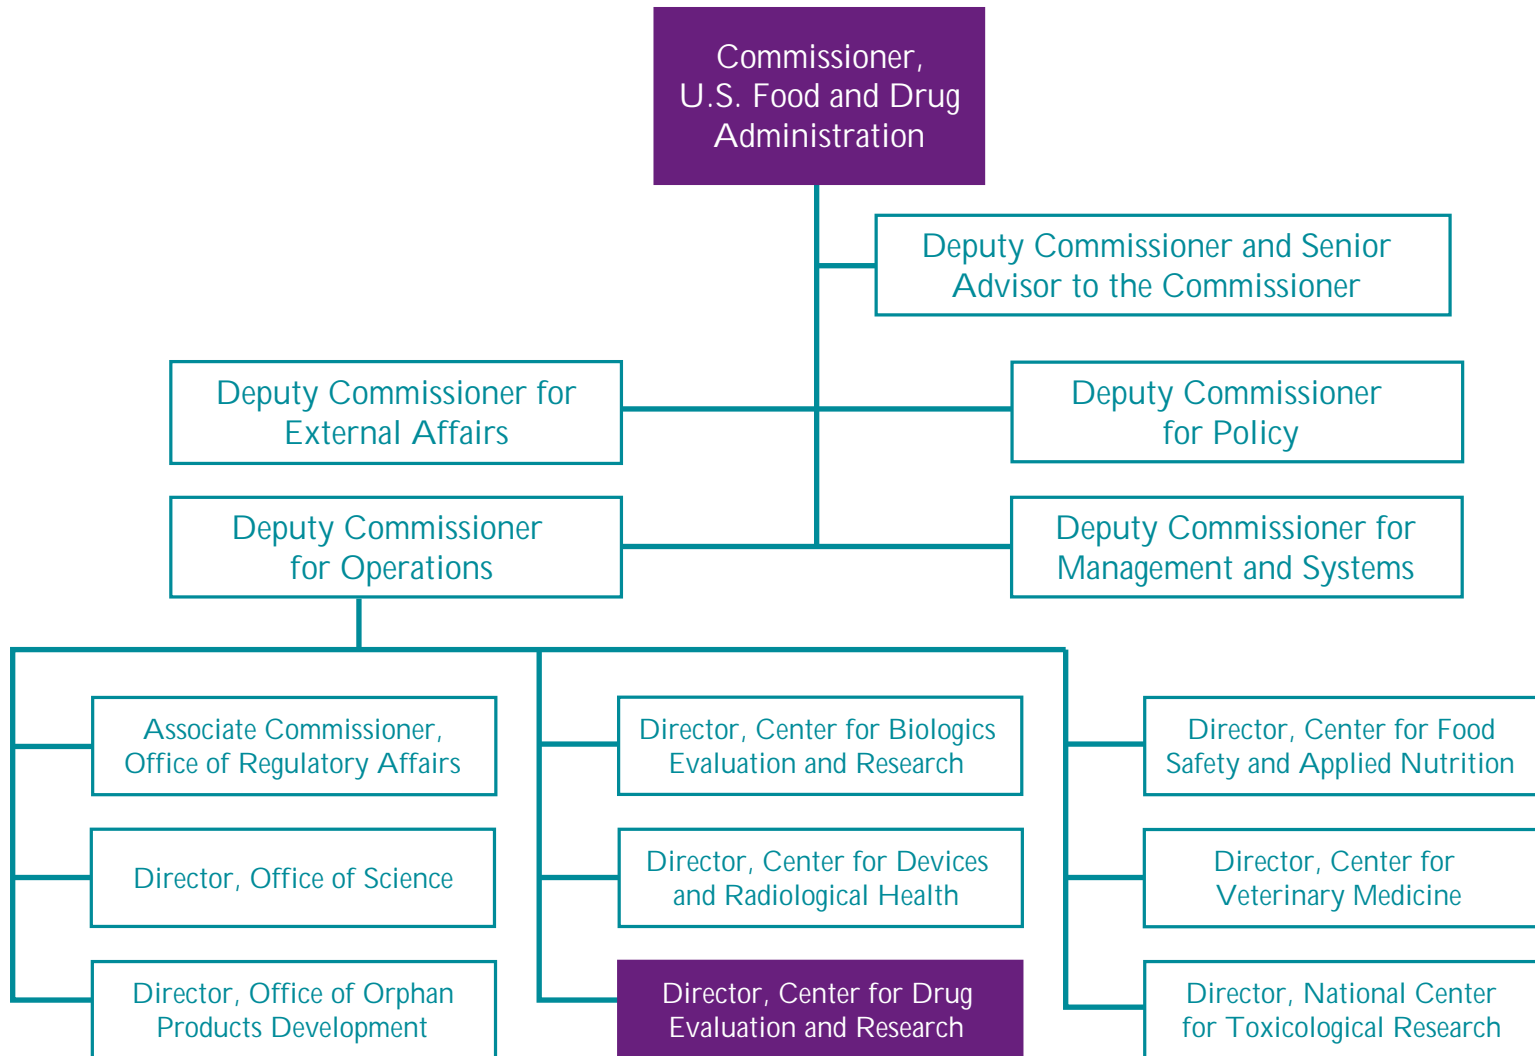 Commissioner,
U.S. Food and Drug
Administration
Deputy Commissioner and Senior
Advisor to the Commissioner
Deputy Commissioner for
External Affairs
Deputy Commissioner
for Policy
Deputy Commissioner
for Operations
Deputy Commissioner for
Management and Systems
Associate Commissioner,
Office of Regulatory Affairs
Director, Center for Biologics
Evaluation and Research
Director, Center for Food
Safety and Applied Nutrition
Director, Office of Science
Director, Center for Devices
and Radiological Health
Director, Center for
Veterinary Medicine
Director, Office of Orphan
Products Development
Director, Center for Drug
Evaluation and Research
Director, National Center
for Toxicological Research